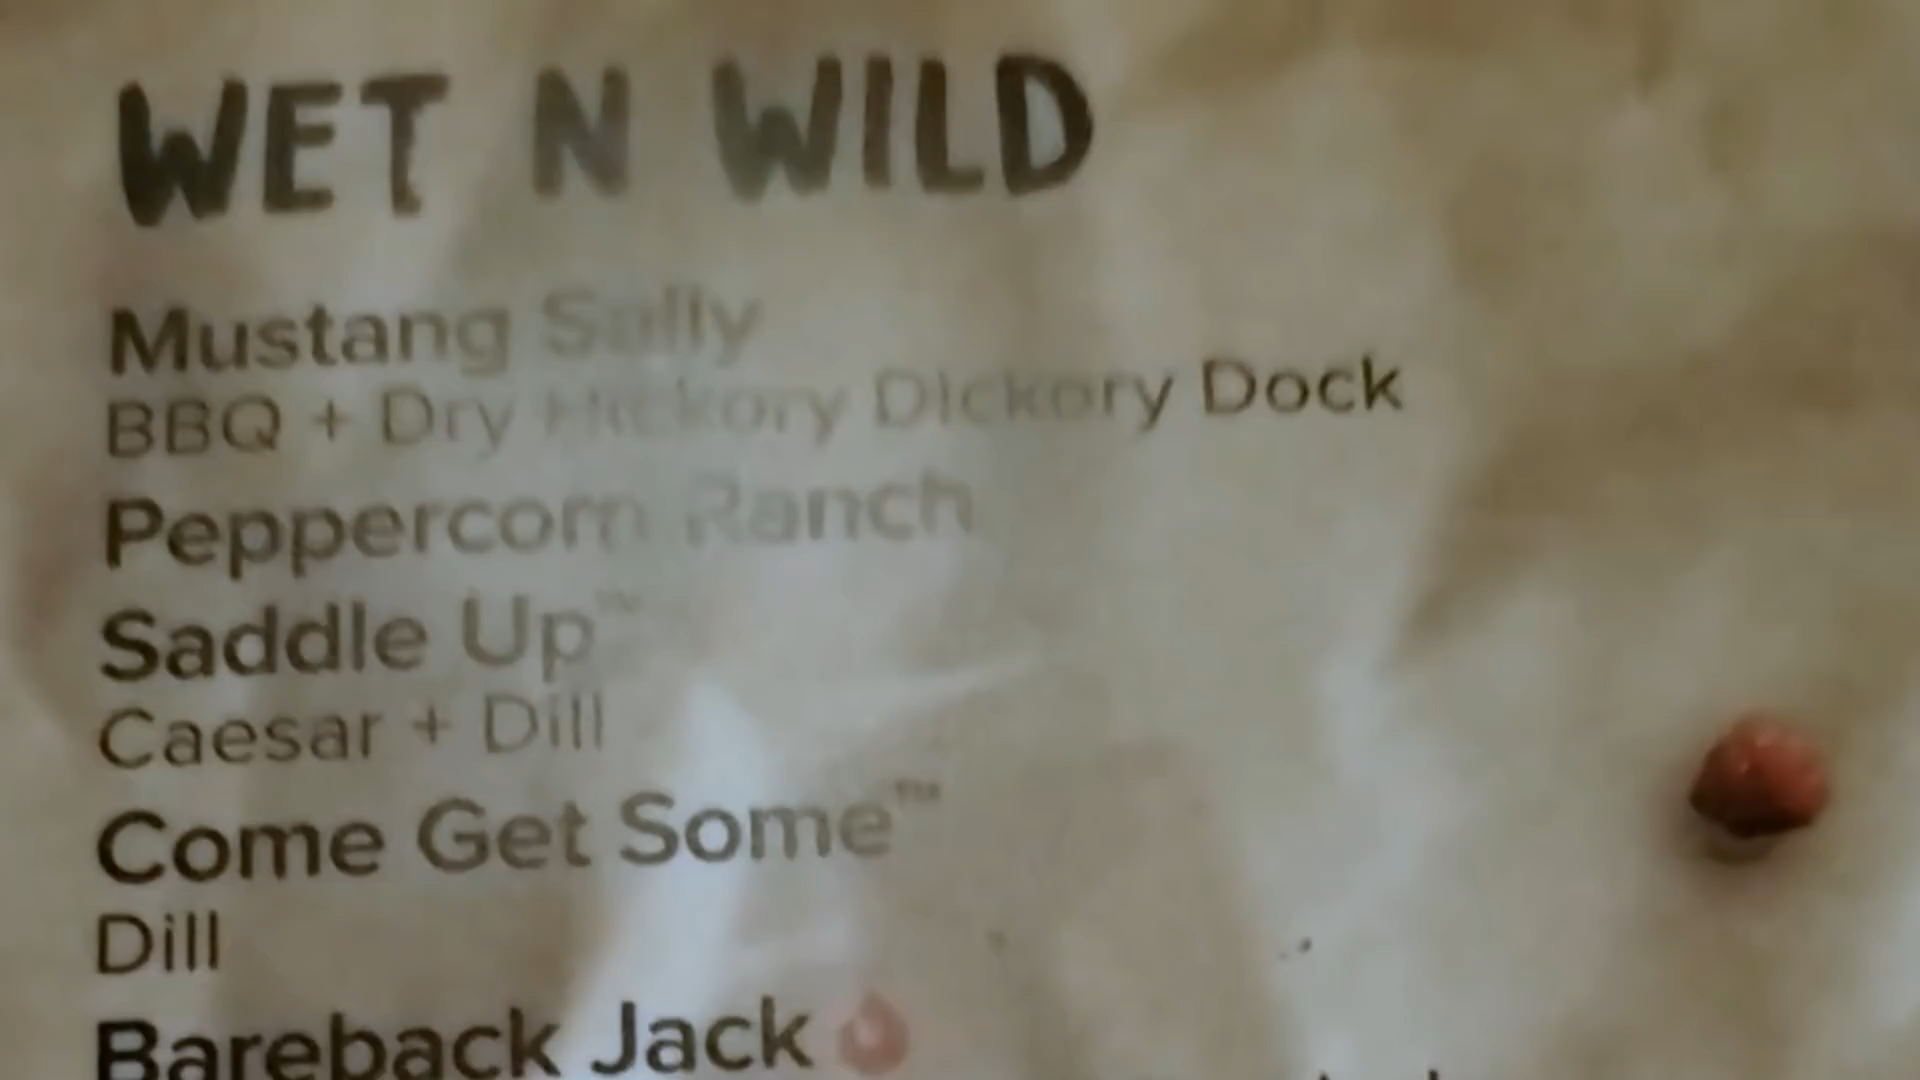 WET N WILD
Mustang Sally
BBQ + Dry Hickory Dickory Dock
Peppercorn Ranch
Saddle Up™
Caesar + Dill
Come Get Some™
Dill
Bareback Jack